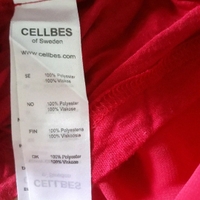 CELLBES
of Sweden
www.cellbes.com
SE 100% Polyester
100% Viskos
NO 100% Polyester
100% Viskose
FIN 100% Polyesteria
100% Viskoosia
DK 100% Polyester
100% Viskose
CELLBES